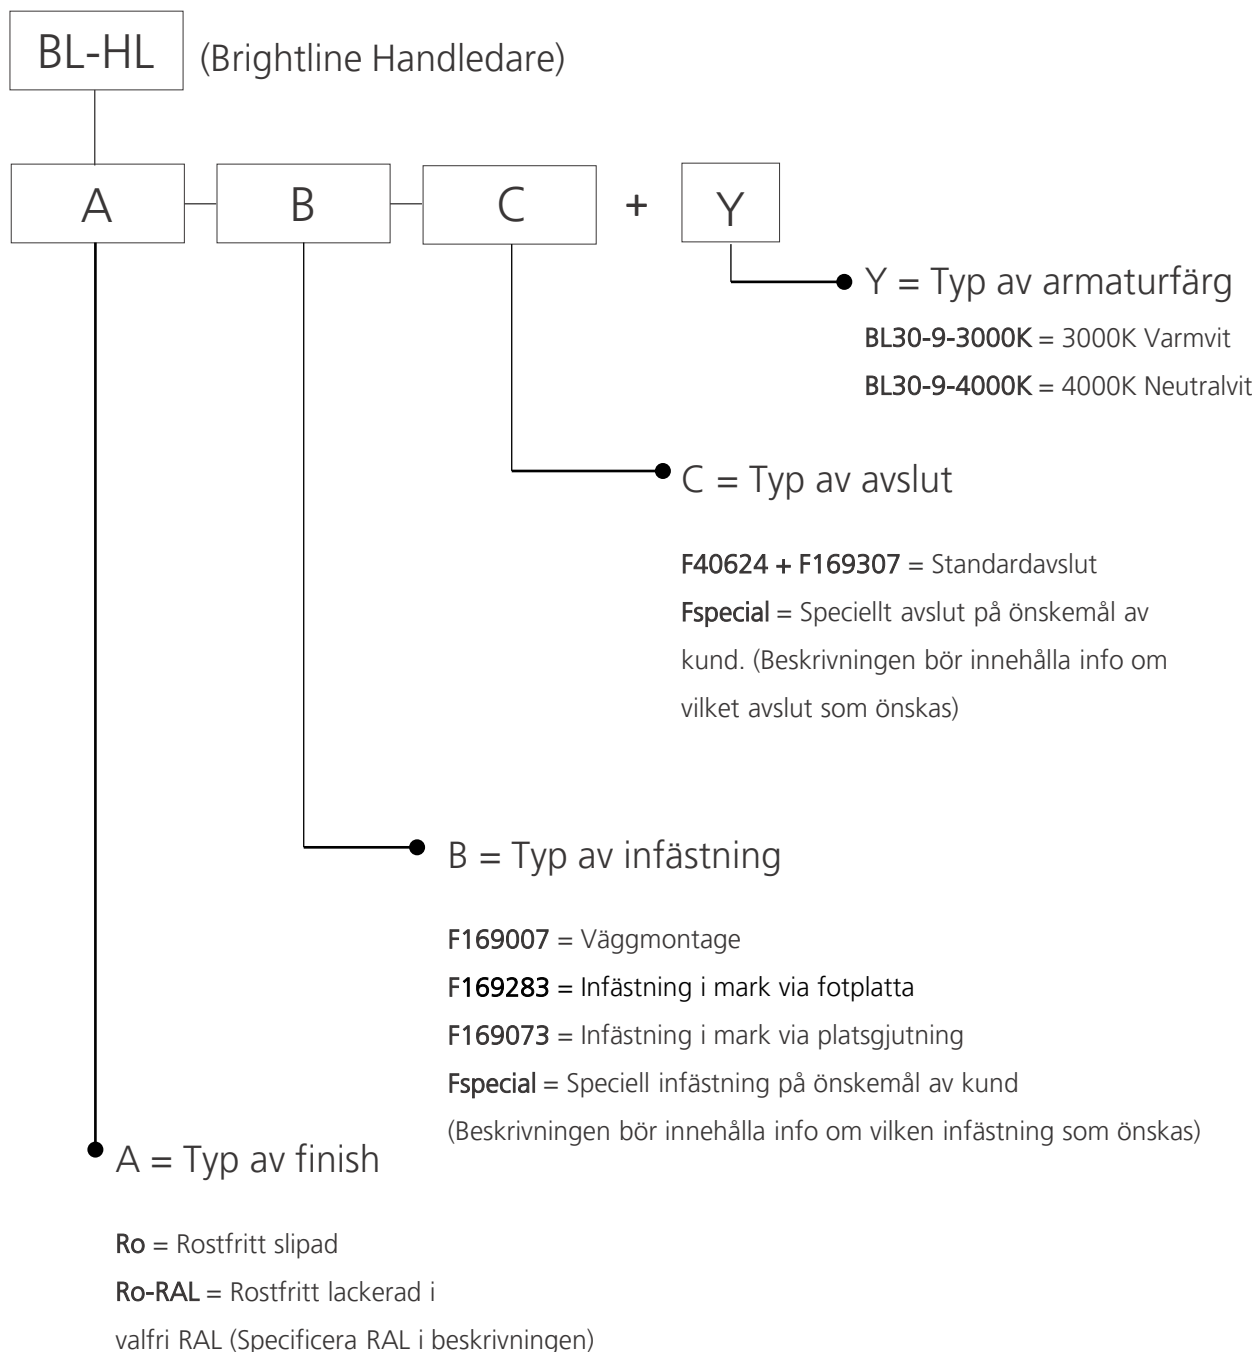 BL-HL (Brightline Handledare)
A B C + Y
Y = Typ av armaturfärg
BL30-9-3000K = 3000K Varmvit
BL30-9-4000K = 4000K Neutralvit
C = Typ av avslut
F40624 + F169307 = Standardavslut
Fspecial = Speciellt avslut på önskemål av
kund. (Beskrivningen bör innehålla info om
vilket avslut som önskas)
B = Typ av infästning
F169007 = Väggmontage
F169283 = Infästning i mark via fotplatta
F169073 = Infästning i mark via platsgjutning
Fspecial = Speciell infästning på önskemål av kund
(Beskrivningen bör innehålla info om vilken infästning som önskas)
A = Typ av finish
Ro = Rostfritt slipad
Ro-RAL = Rostfritt lackerad i
valfri RAL (Specificera RAL i beskrivningen)